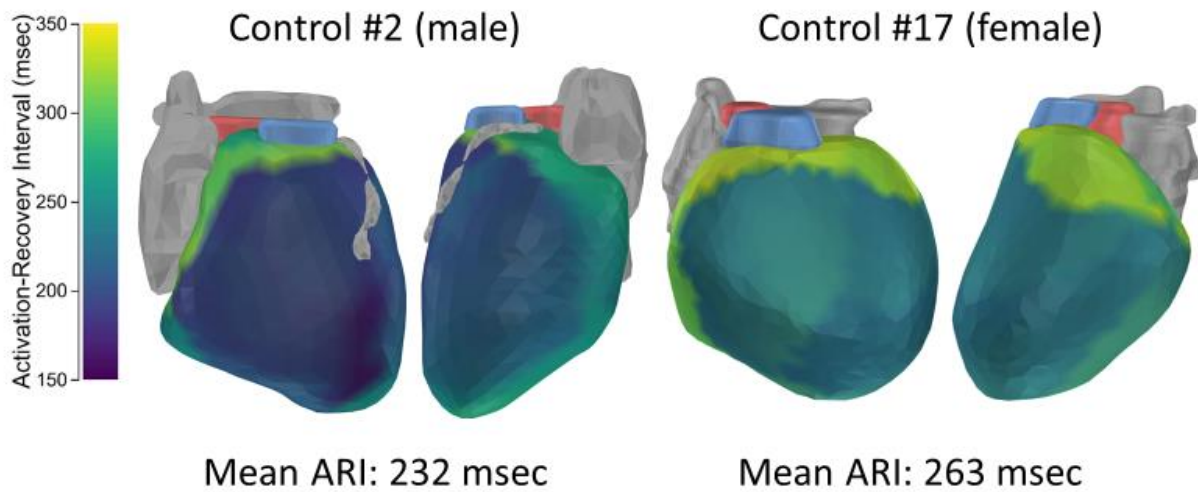 Control #2 (male)
Control #17 (female)
Activation-Recovery Interval (msec)
350
300
250
200
150
Mean ARI: 232 msec
Mean ARI: 263 msec